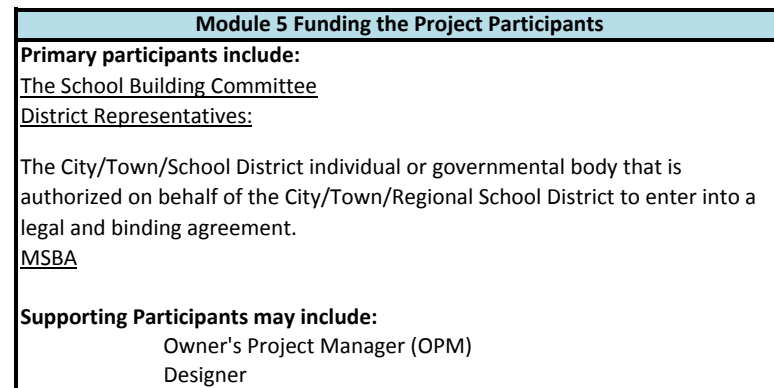 Module 5 Funding the Project Participants
Primary participants include:
The School Building Committee
District Representatives:
The City/Town/School District individual or governmental body that is
authorized on behalf of the City/Town/Regional School District to enter into a
legal and binding agreement.
MSBA
Supporting Participants may include:
Owner's Project Manager (OPM)
Designer